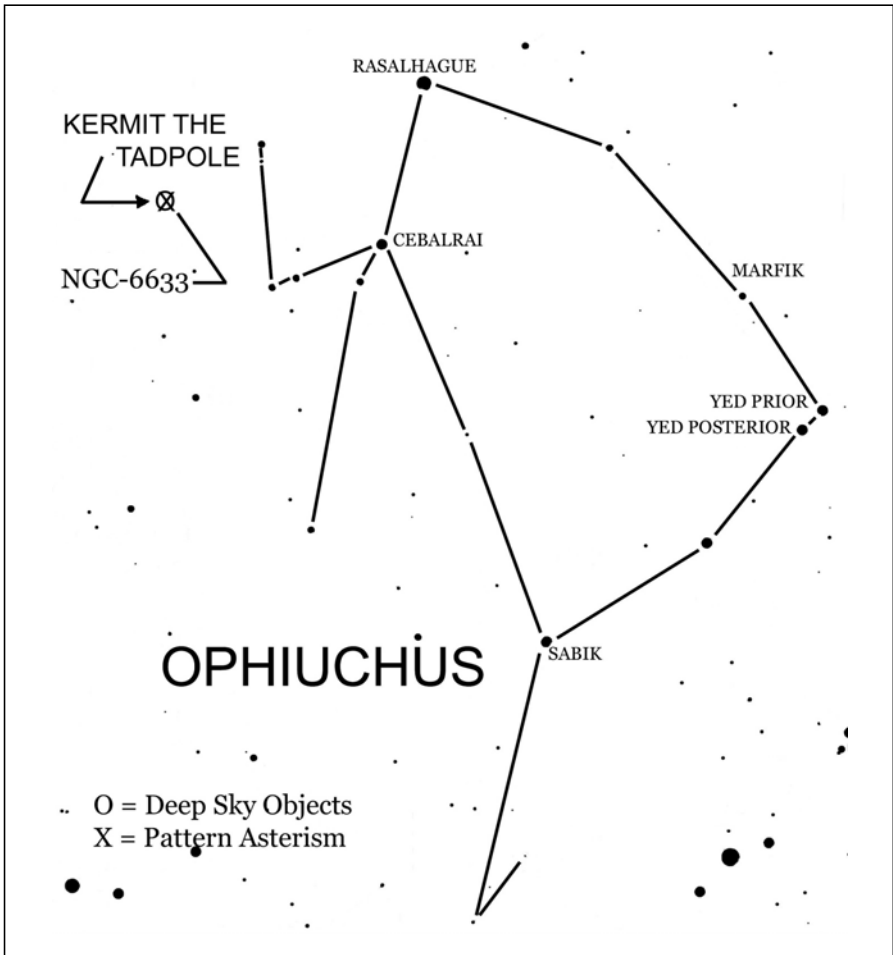 RASALHAGUE
KERMIT THE
TADPOLE
CEBALRAI
NGC-6633
MARFIK
YED PRIOR
YED POSTERIOR
SABIK
OPHIUCHUS
O = Deep Sky Objects
X = Pattern Asterism